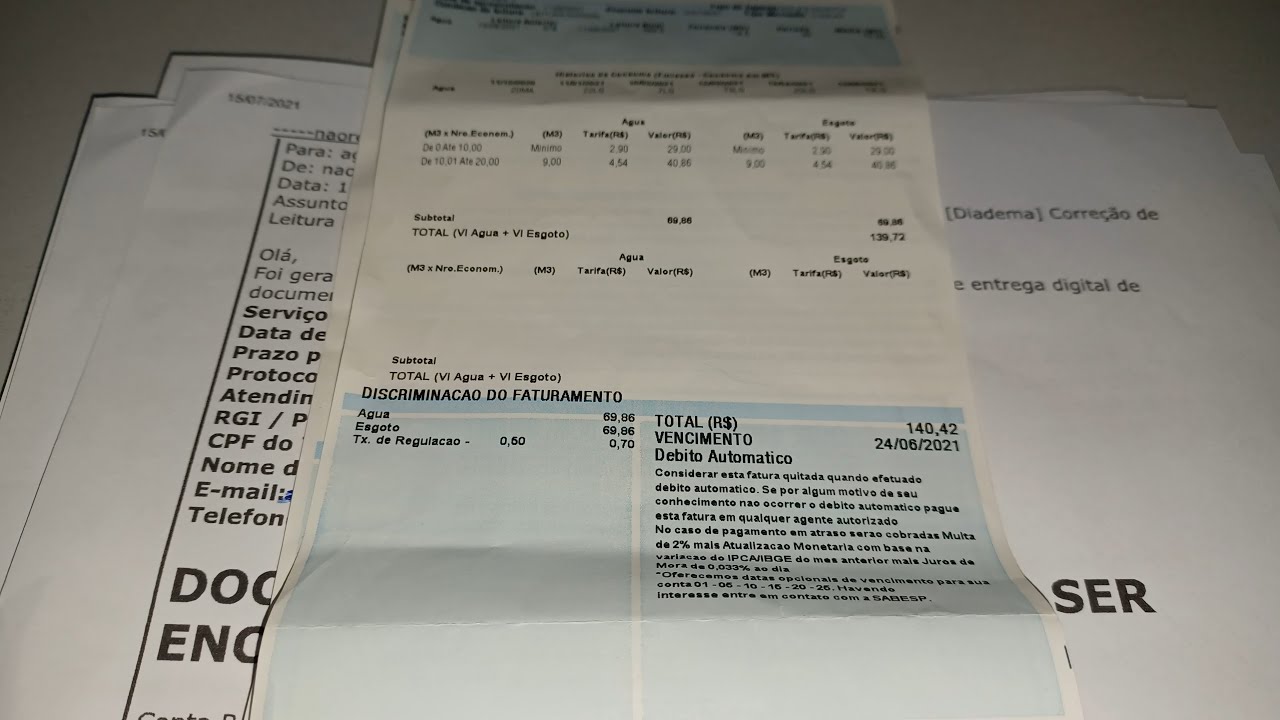 Agua
Agua Esgoto
(M3 x Nro.Econom.) (M3) Tarifa(R$) Valor(R$) (M3) Tarifa(R$) Valor(R$)
De 0 Ate 10,00 Minimo 2,90 29,00 Minimo 2,90 29,00
De 10,01 Ate 20,00 9,00 4,54 40,86 9,00 4,54 40,86
Subtotal 69,86 69,86
TOTAL (Vl Agua + Vl Esgoto) 139,72
Agua Esgoto
(M3 x Nro.Econom.) (M3) Tarifa(R$) Valor(R$) (M3) Tarifa(R$) Valor(R$)
Subtotal
TOTAL (Vl Agua + Vl Esgoto)
DISCRIMINACAO DO FATURAMENTO
Agua 69,86
Esgoto 69,86
Tx. de Regulacao - 0,50 0,70
TOTAL (R$) 140,42
VENCIMENTO 24/06/2021
Debito Automatico
Considerar esta fatura quitada quando efetuado
debito automatico. Se por algum motivo de seu
conhecimento nao ocorrer o debito automatico pague
esta fatura em qualquer agente autorizado
No caso de pagamento em atraso serao cobradas Multa
de 2% mais Atualizacao Monetaria com base na
variacao do IPCA/IBGE do mes anterior mais Juros de
Mora de 0,033% ao dia
*Oferecemos datas opcionais de vencimento para sua
conta 01 - 06 - 10 - 16 - 20 - 26. Havendo
interesse entre em contato com a SABESP.
15/07/2021
-----naore
Para: ag
De: nao
Data: 1
Assunto
Leitura
[Diadema] Correção de
Olá,
Foi gera
documer
e entrega digital de
Serviço
Data de
Prazo p
Protoco
Atendin
RGI / P
CPF do
Nome d
E-mail:
Telefon
DOC
SER
ENC